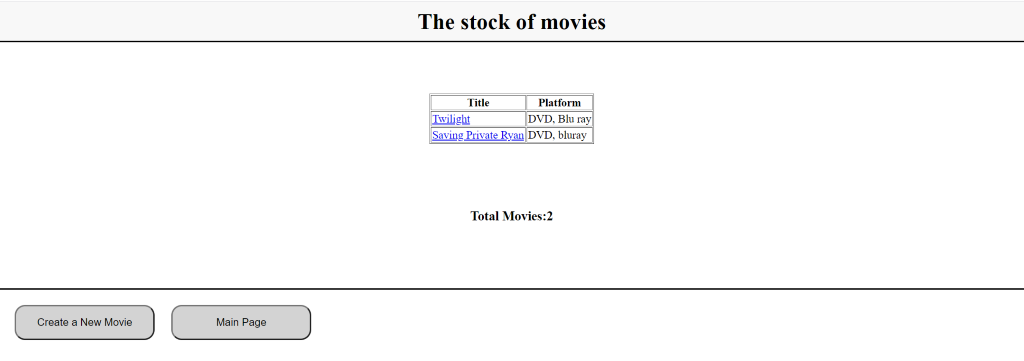 The stock of movies
Title Platform
Twilight DVD, Blu ray
Saving Private Ryan DVD, bluray
Total Movies:2
Create a New Movie Main Page